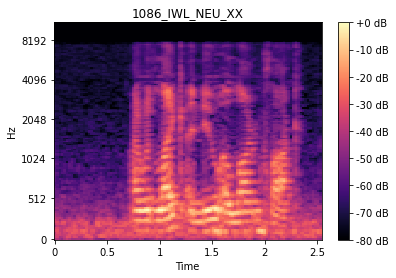 1086_IWL_NEU_XX
+0 dB
8192
-10 dB
4096
-20 dB
-30 dB
Hz
2048
-40 dB
1024
-50 dB
-60 dB
512
-70 dB
0
-80 dB
0 0.5 1 1.5 2 2.5
Time